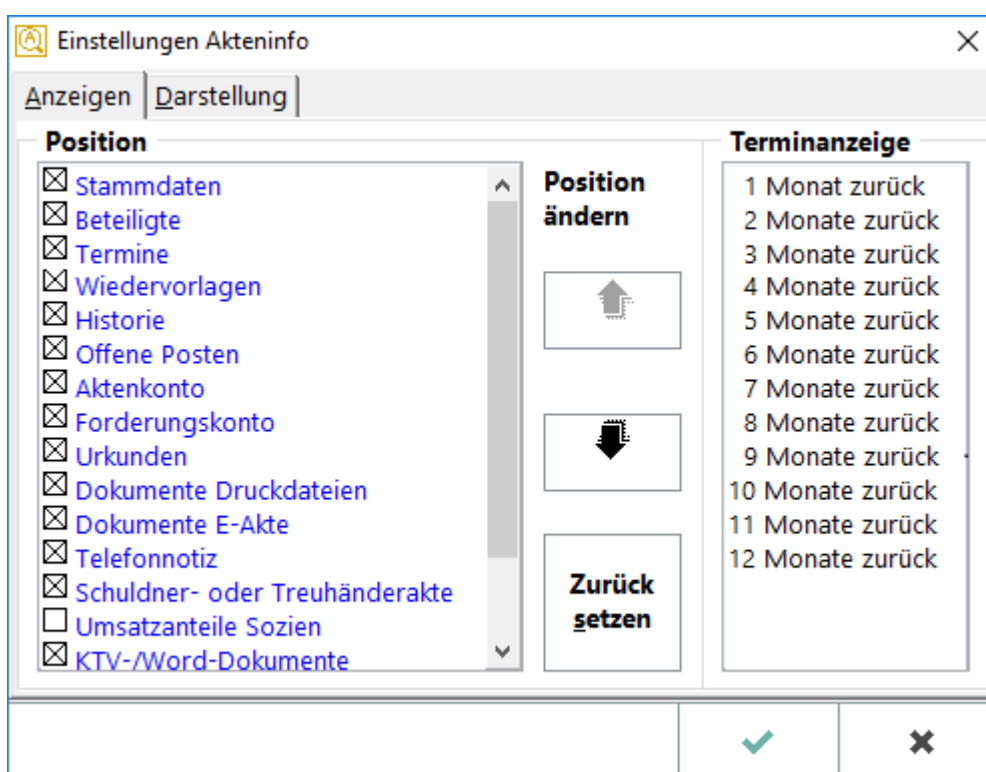 Einstellungen Akteninfo
Anzeigen
Darstellung
Position
Stammdaten
Beteiligte
Termine
Wiedervorlagen
Historie
Offene Posten
Aktenkonto
Forderungskonto
Urkunden
Dokumente Druckdateien
Dokumente E-Akte
Telefonnotiz
Schuldner- oder Treuhänderakte
Umsatzanteile Sozien
KTV-/Word-Dokumente
Position
ändern
Zurück
setzen
Terminanzeige
1 Monat zurück
2 Monate zurück
3 Monate zurück
4 Monate zurück
5 Monate zurück
6 Monate zurück
7 Monate zurück
8 Monate zurück
9 Monate zurück
10 Monate zurück
11 Monate zurück
12 Monate zurück